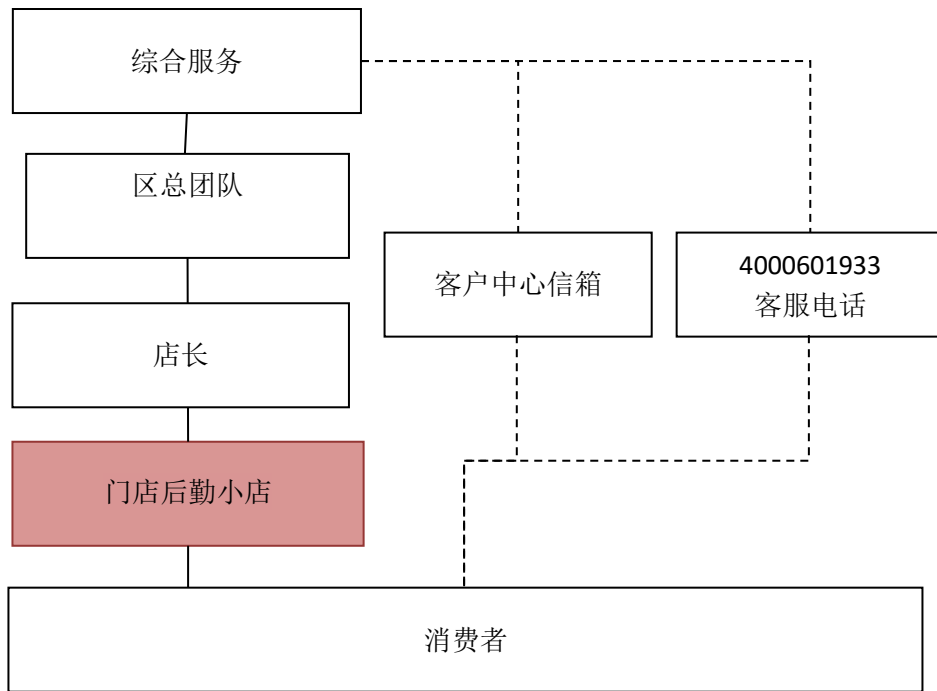 综合服务
区总团队
客户中心信箱
4000601933
客服电话
店长
门店后勤小店
消费者